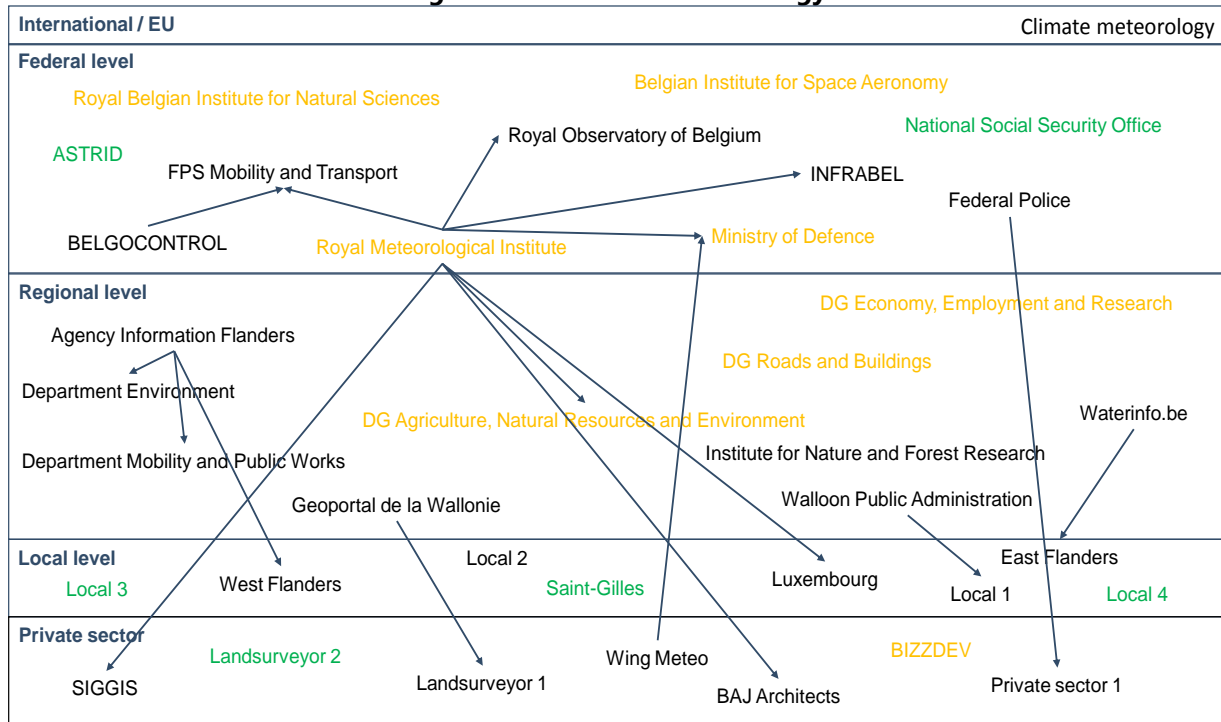 International / EU
Climate meteorology
Federal level
Belgian Institute for Space Aeronomy
Royal Belgian Institute for Natural Sciences
National Social Security Office
Royal Observatory of Belgium
ASTRID
FPS Mobility and Transport
INFRABEL
Federal Police
BELGOCONTROL
Royal Meteorological Institute
Ministry of Defence
Regional level
DG Economy, Employment and Research
Agency Information Flanders
DG Roads and Buildings
Department Environment
DG Agriculture, Natural Resources and Environment
Waterinfo.be
Department Mobility and Public Works
Institute for Nature and Forest Research
Geoportal de la Wallonie
Walloon Public Administration
Local level
Local 2
East Flanders
Local 3
West Flanders
Saint-Gilles
Luxembourg
Local 1
Local 4
Private sector
Landsurveyor 2
Wing Meteo
BIZZDEV
SIGGIS
Landsurveyor 1
BAJ Architects
Private sector 1